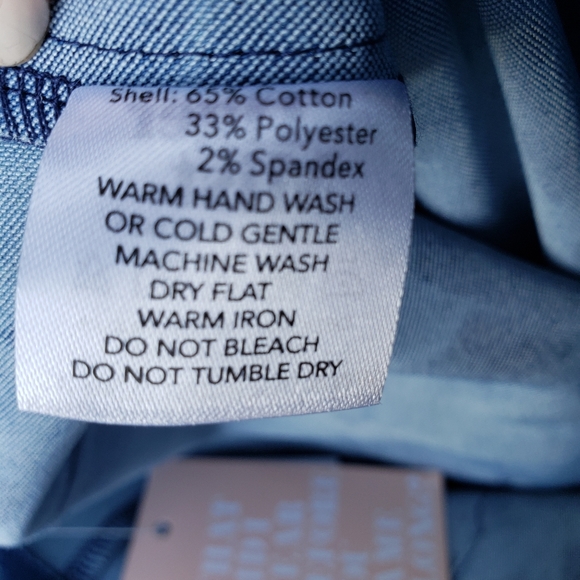 Shell: 65% Cotton
33% Polyester
2% Spandex
WARM HAND WASH
OR COLD GENTLE
MACHINE WASH
DRY FLAT
WARM IRON
DO NOT BLEACH
DO NOT TUMBLE DRY